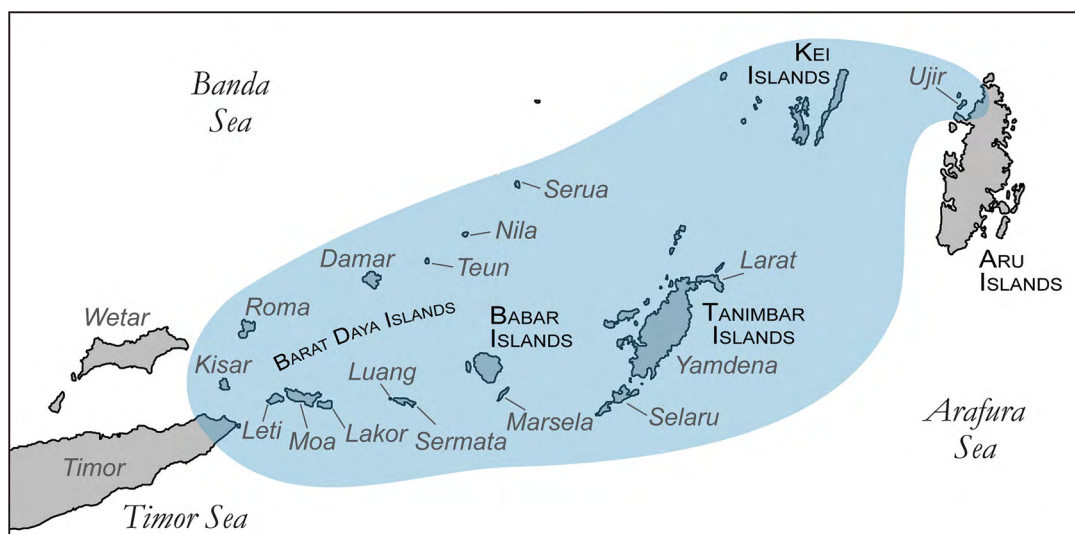 Banda
Sea
KEI
ISLANDS
Ujir
Serua
Nila
Teun
Damar
Larat
ARU
ISLANDS
Wetar
Roma
BARAT DAYA ISLANDS
BABAR
ISLANDS
TANIMBAR
ISLANDS
Yamdena
Kisar
Luang
Leti
Moa
Lakor
Sermata
Marsela
Selaru
Arafura
Sea
Timor
Timor Sea